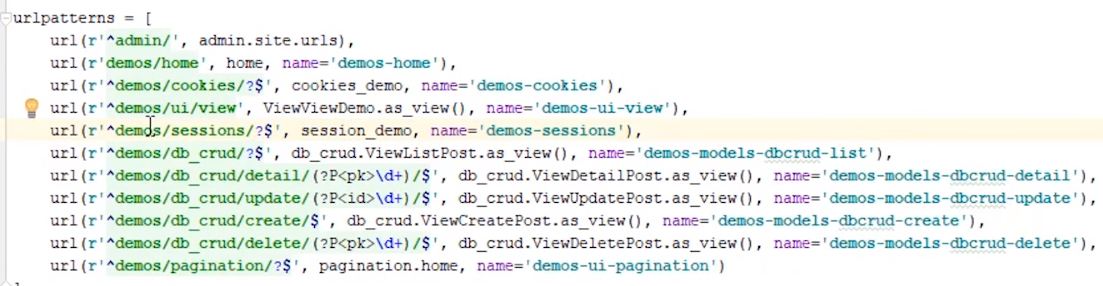 urlpatterns = [
url(r'^admin/', admin.site.urls),
url(r'demos/home', home, name='demos-home'),
url(r'^demos/cookies/?$', cookies_demo, name='demos-cookies'),
url(r'^demos/ui/view', ViewViewDemo.as_view(), name='demos-ui-view'),
url(r'^demos/sessions/?$', session_demo, name='demos-sessions'),
url(r'^demos/db_crud/?$', db_crud.ViewListPost.as_view(), name='demos-models-dbcrud-list'),
url(r'^demos/db_crud/detail/(?P<pk>\d+)/$', db_crud.ViewDetailPost.as_view(), name='demos-models-dbcrud-detail'),
url(r'^demos/db_crud/update/(?P<id>\d+)/$', db_crud.ViewUpdatePost.as_view(), name='demos-models-dbcrud-update'),
url(r'^demos/db_crud/create/$', db_crud.ViewCreatePost.as_view(), name='demos-models-dbcrud-create'),
url(r'^demos/db_crud/delete/(?P<pk>\d+)/$', db_crud.ViewDeletePost.as_view(), name='demos-models-dbcrud-delete'),
url(r'^demos/pagination/?$', pagination.home, name='demos-ui-pagination')